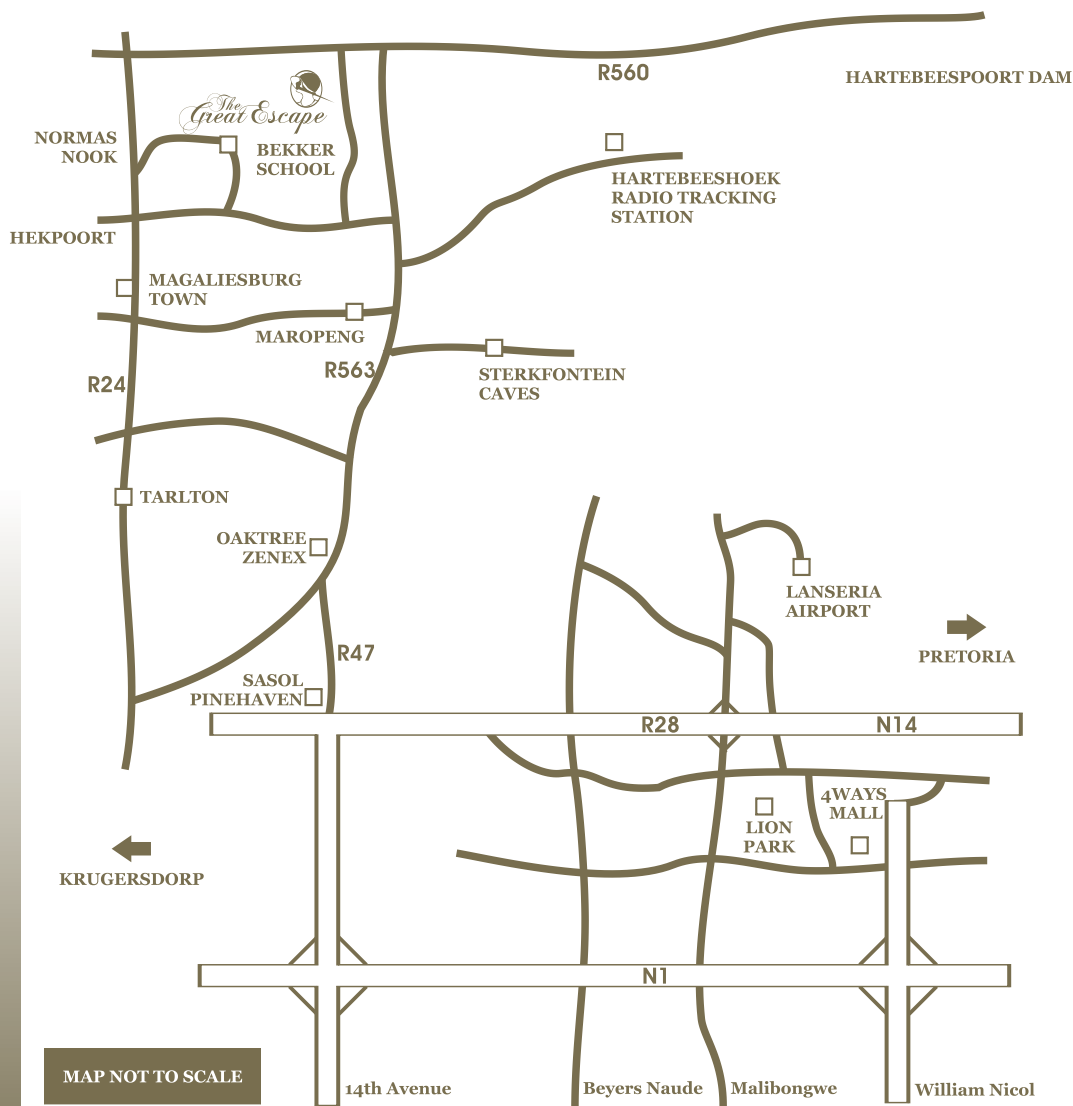 R560
HARTEBEESPOORT DAM
The
Great Escape
NORMAS
NOOK
BEKKER
SCHOOL
HARTEBEESHOEK
RADIO TRACKING
STATION
HEKPOORT
MAGALIESBURG
TOWN
MAROPENG
R563
R24
STERKFONTEIN
CAVES
TARLTON
OAKTREE
ZENEX
LANSERIA
AIRPORT
PRETORIA
R47
SASOL
PINEHAVEN
R28
N14
4WAYS
MALL
LION
PARK
KRUGERSDORP
N1
MAP NOT TO SCALE
14th Avenue
Beyers Naude
Malibongwe
William Nicol